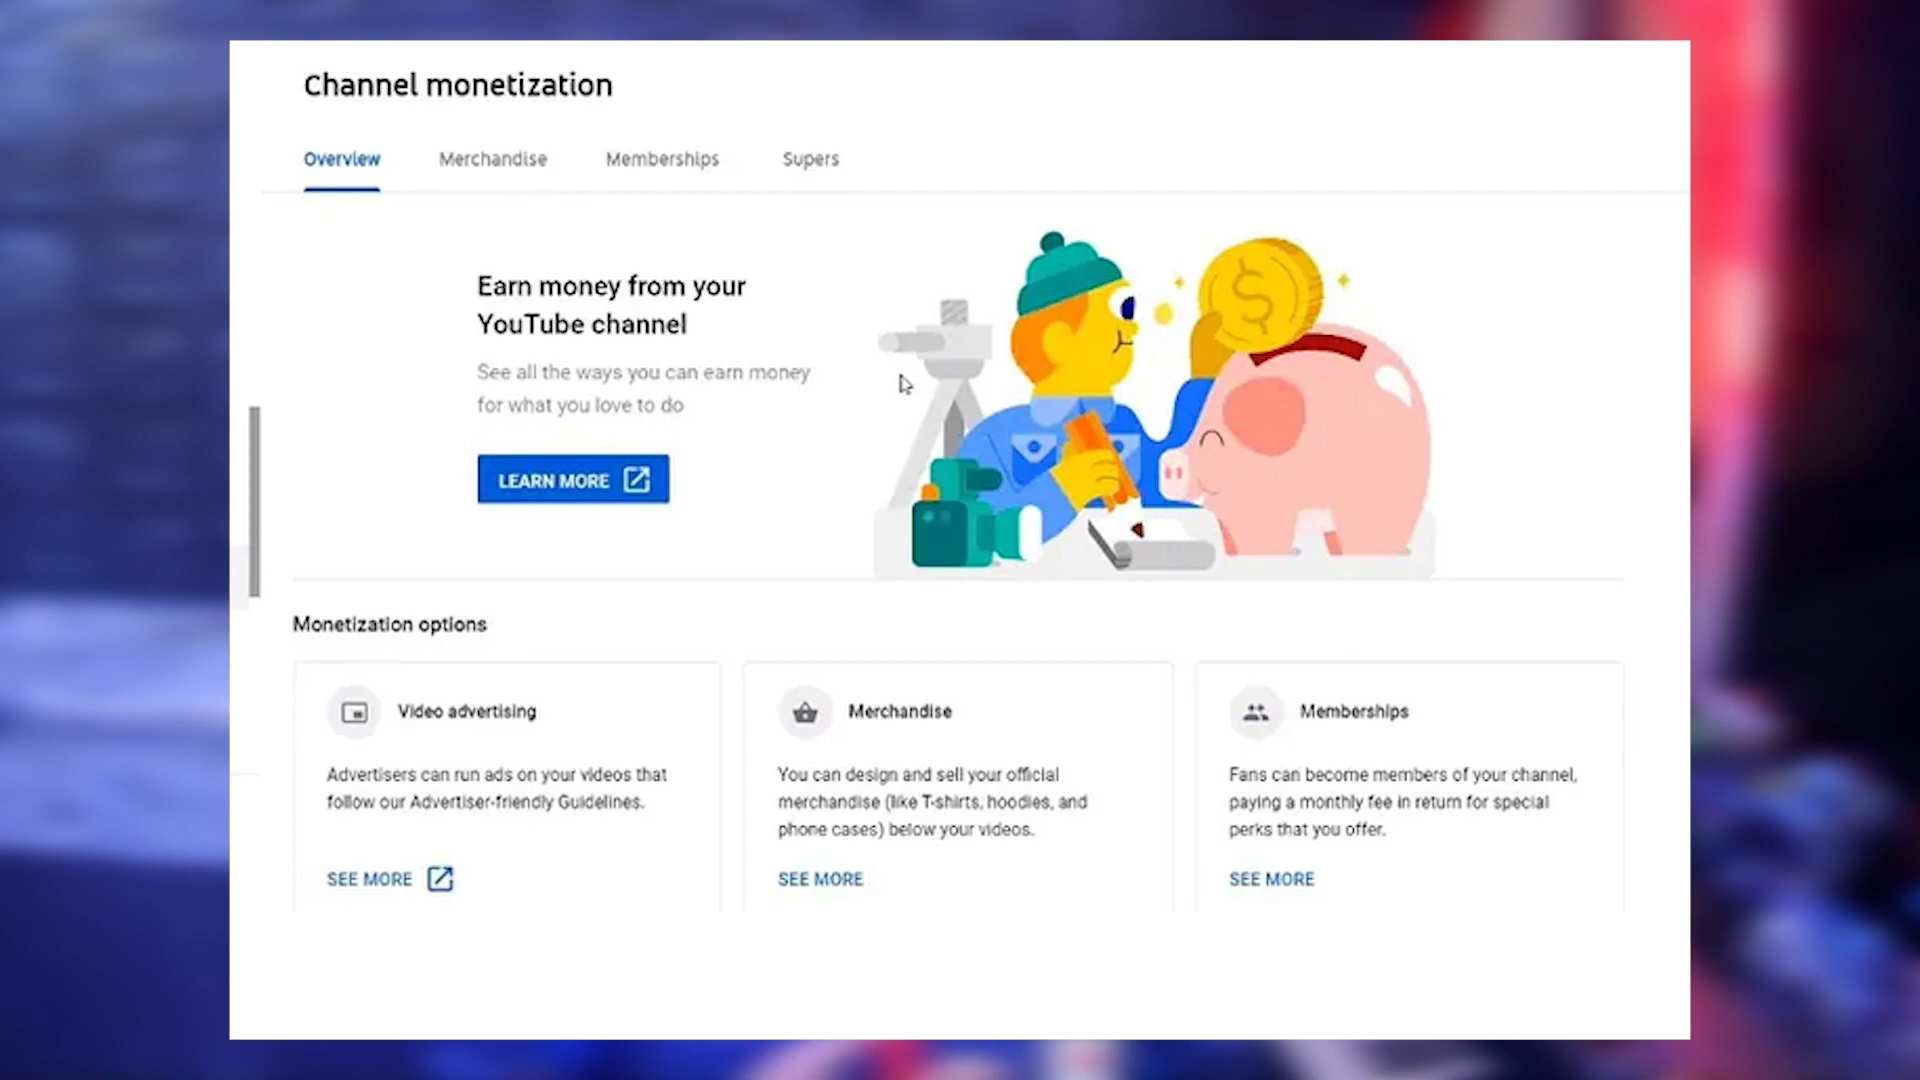 Channel monetization
Overview
Merchandise
Memberships
Supers
Earn money from your
YouTube channel
See all the ways you can earn money
for what you love to do
LEARN MORE
Monetization options
Video advertising
Advertisers can run ads on your videos that
follow our Advertiser-friendly Guidelines.
SEE MORE
Merchandise
You can design and sell your official
merchandise (like T-shirts, hoodies, and
phone cases) below your videos.
SEE MORE
Memberships
Fans can become members of your channel,
paying a monthly fee in return for special
perks that you offer.
SEE MORE